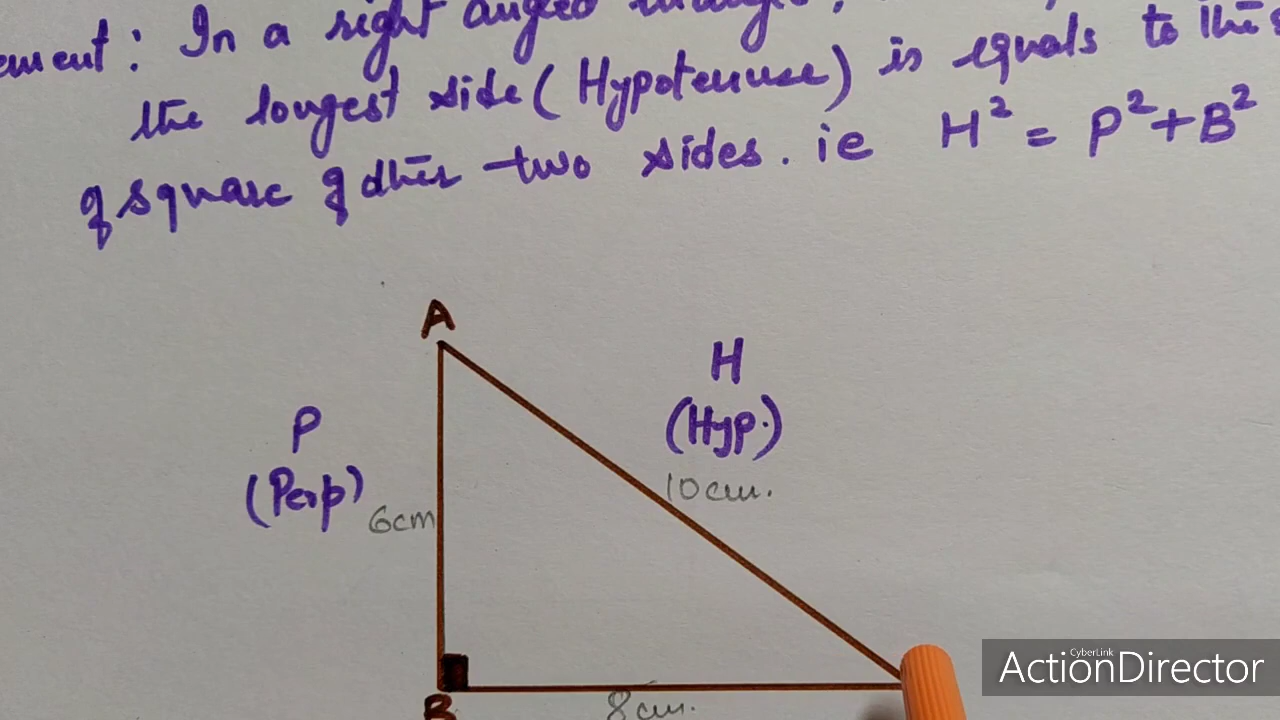 In a right angled
the longest side (Hypotenuse) is equals to the
of square of other two sides. ie H² = P² + B²
A
H
(Hyp.)
10cm.
P
(Perp)
6cm
B
8cm.
CyberLink
ActionDirector